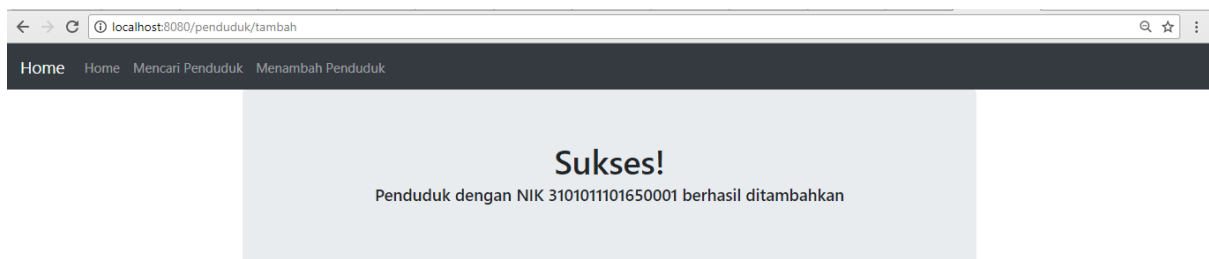 localhost:8080/penduduk/tambah
Home Home Mencari Penduduk Menambah Penduduk
Sukses!
Penduduk dengan NIK 3101011101650001 berhasil ditambahkan